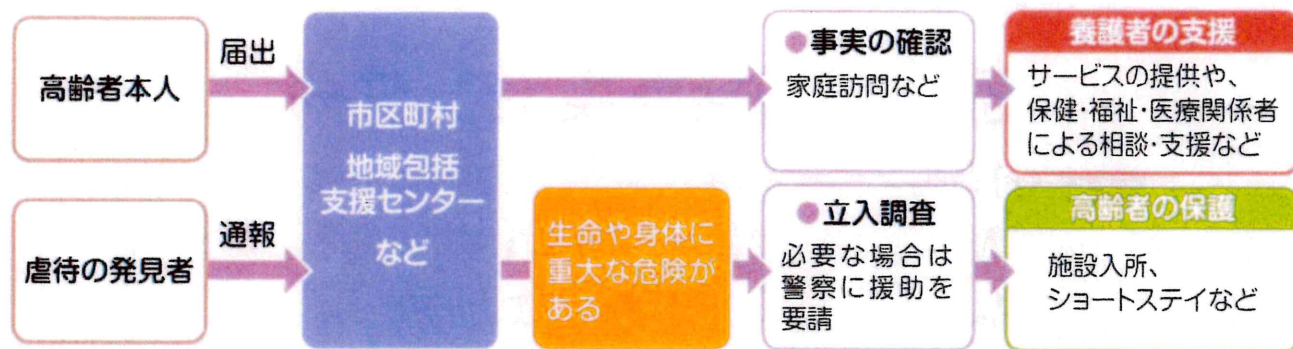 高齢者本人
届出
虐待の発見者
通報
市区町村
地域包括
支援センター
など
●事実の確認
家庭訪問など
養護者の支援
サービスの提供や、
保健・福祉・医療関係者
による相談・支援など
生命や身体に
重大な危険が
ある
●立入調査
必要な場合は
警察に援助を
要請
高齢者の保護
施設入所、
ショートステイなど